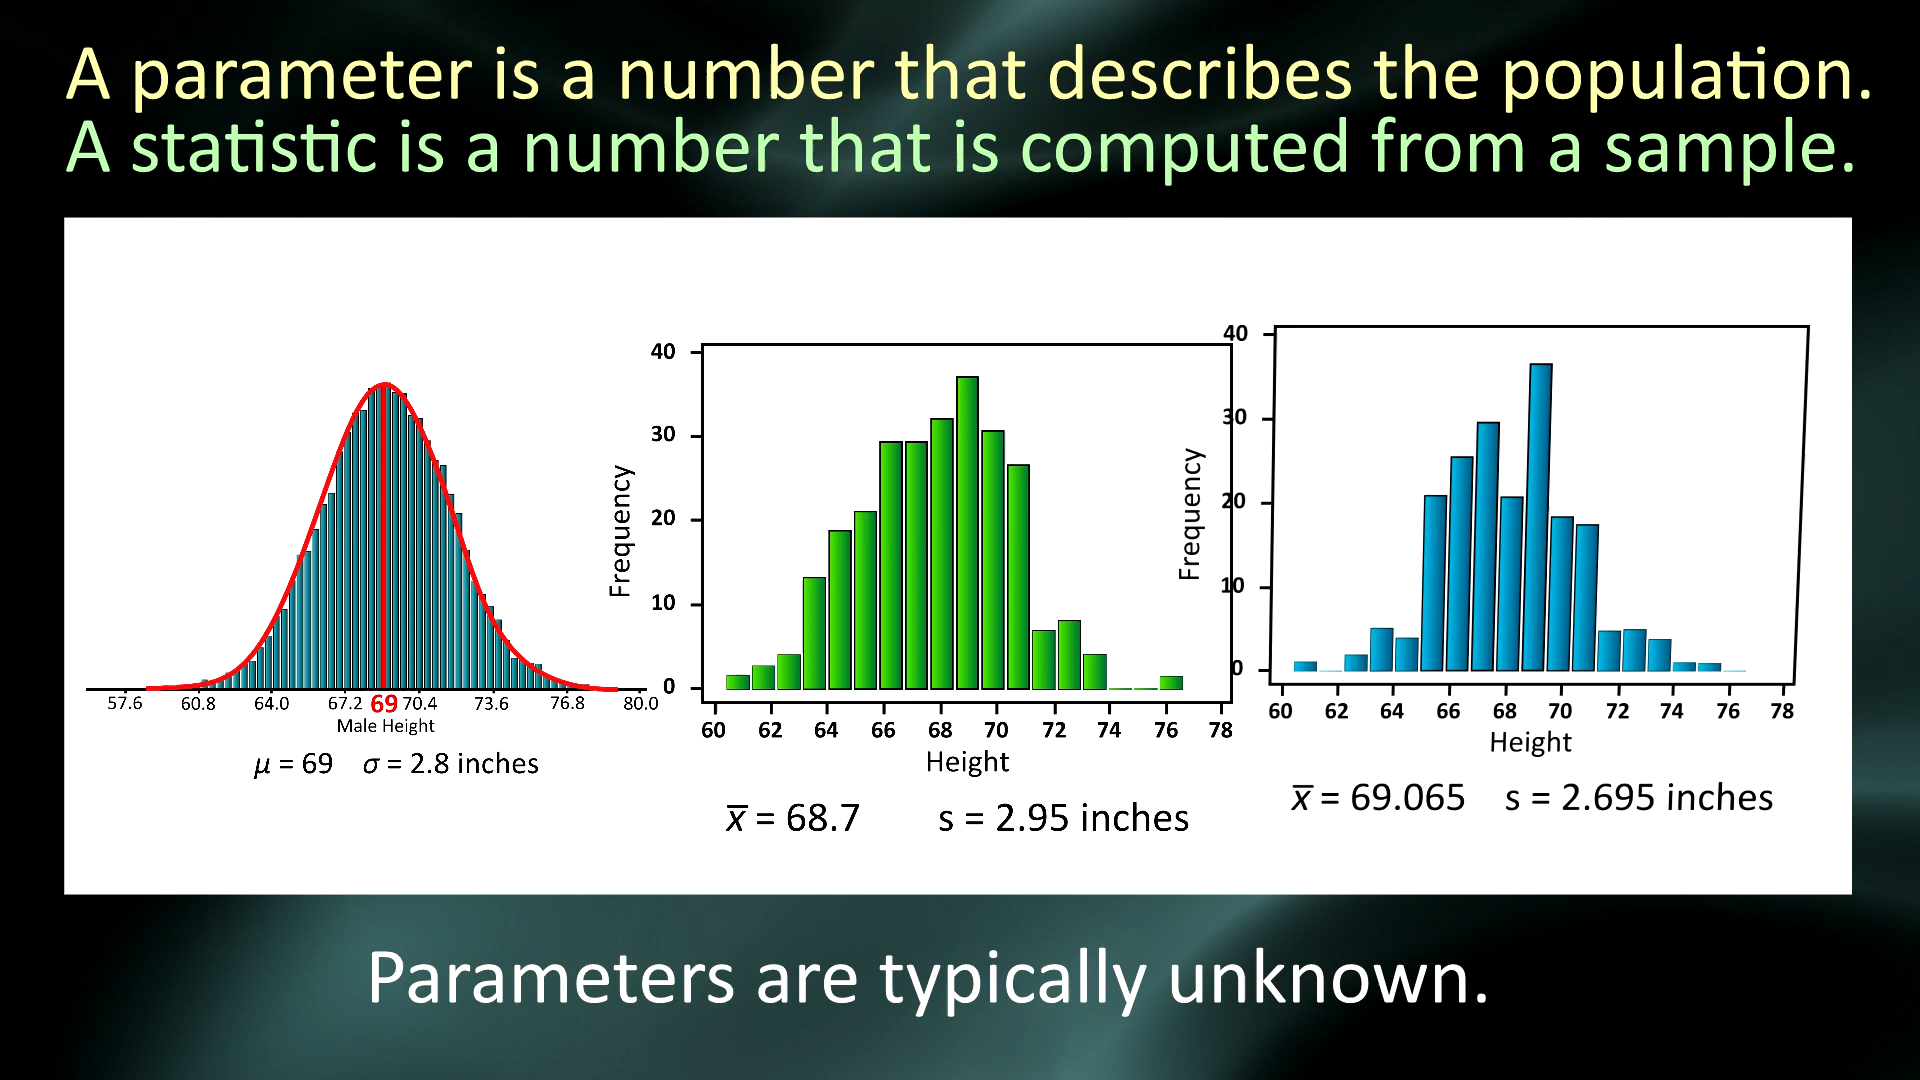 A parameter is a number that describes the population.
A statistic is a number that is computed from a sample.
57.6 60.8 64.0 67.2 69 70.4 73.6 76.8 80.0
Male Height
μ = 69 σ = 2.8 inches
40
30
20
10
0
Frequency
60 62 64 66 68 70 72 74 76 78
Height
x̅ = 68.7 s = 2.95 inches
40
30
20
10
0
Frequency
60 62 64 66 68 70 72 74 76 78
Height
x̅ = 69.065 s = 2.695 inches
Parameters are typically unknown.